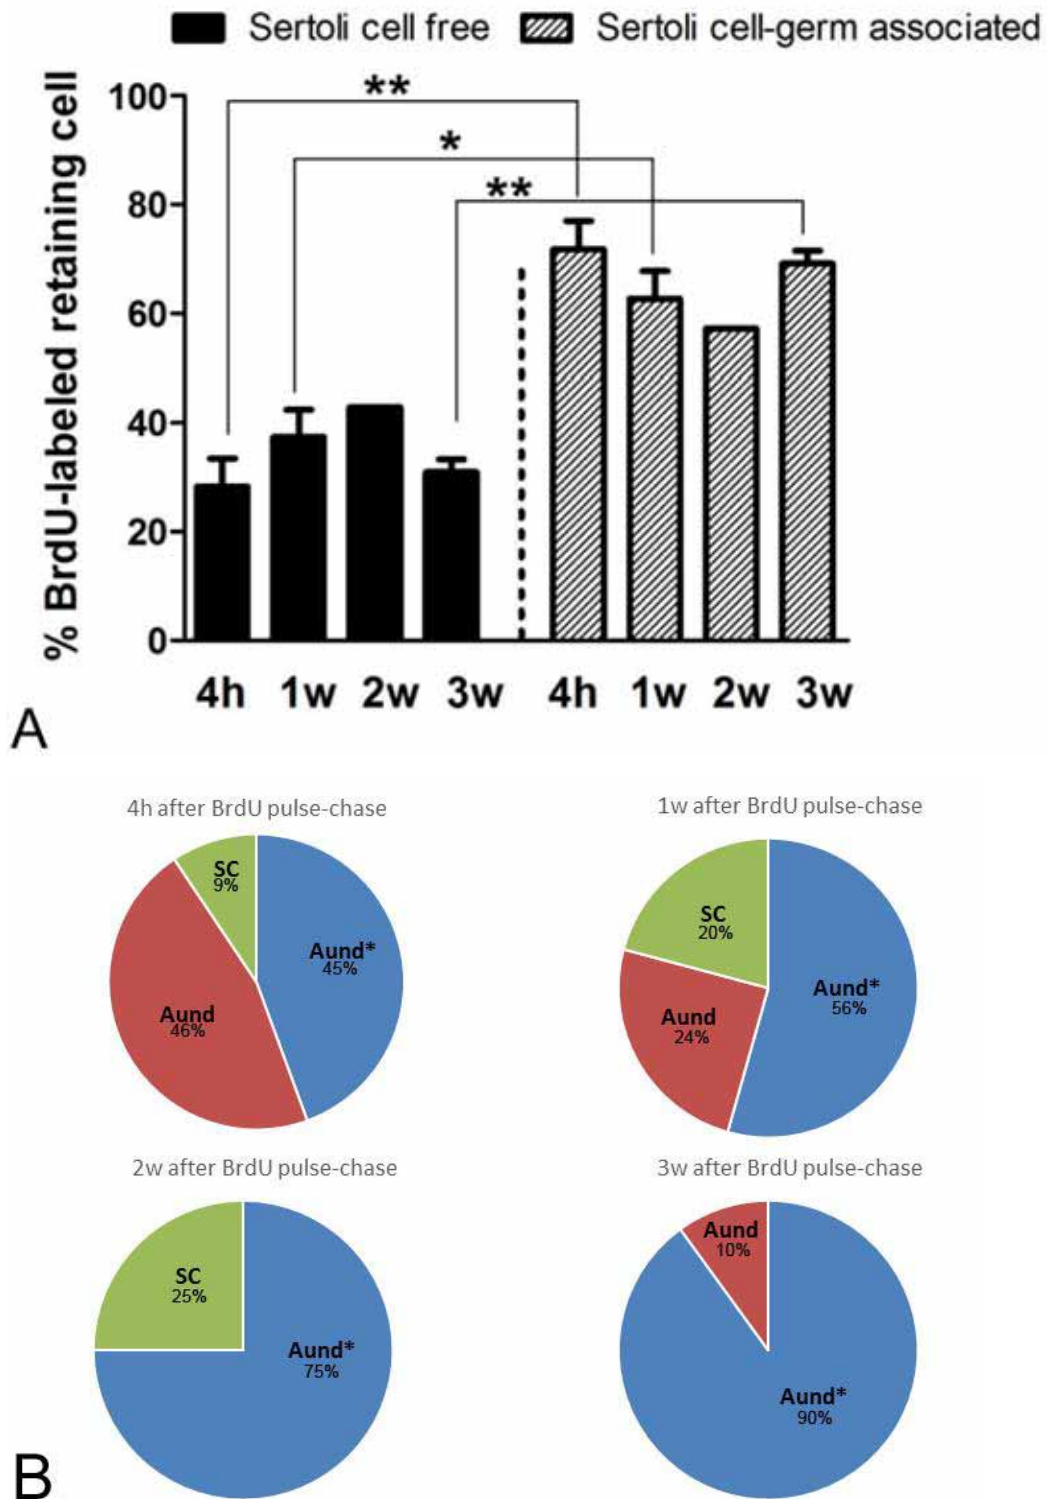 Sertoli cell free Sertoli cell-germ associated
% BrdU-labeled retaining cell
100
80
60
40
20
0
**
*
**
4h 1w 2w 3w 4h 1w 2w 3w
A
4h after BrdU pulse-chase
SC
9%
Aund*
45%
Aund
46%
1w after BrdU pulse-chase
SC
20%
Aund*
56%
Aund
24%
2w after BrdU pulse-chase
SC
25%
Aund*
75%
3w after BrdU pulse-chase
Aund
10%
Aund*
90%
B